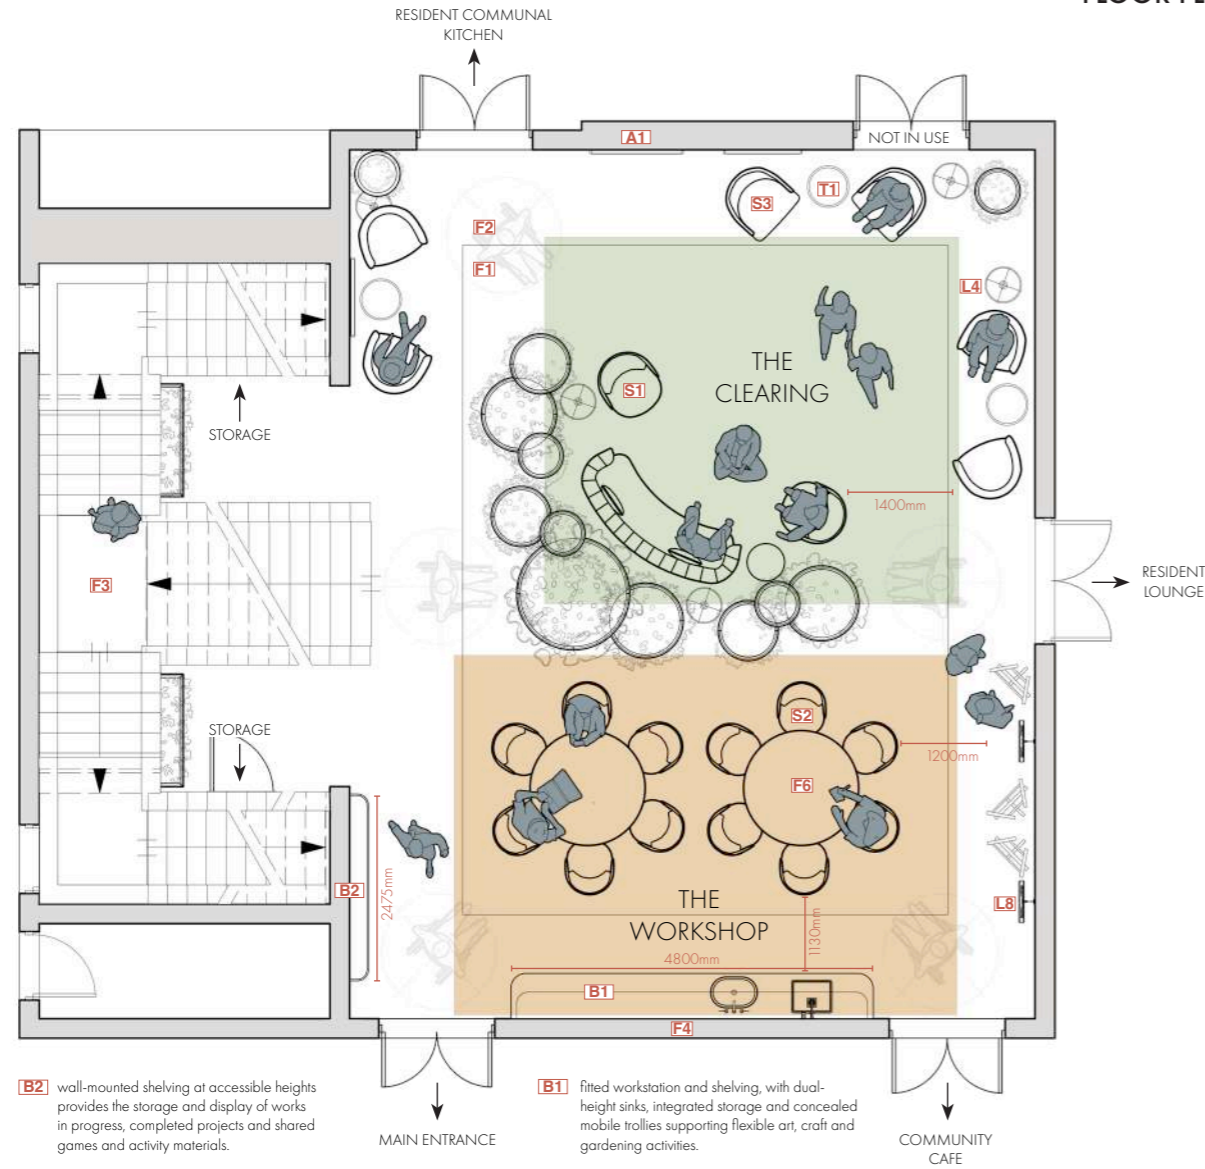 RESIDENT COMMUNAL
KITCHEN
A1
NOT IN USE
S3
T1
F2
F1
L4
THE
CLEARING
S1
STORAGE
1400mm
F3
RESIDENT
LOUNGE
STORAGE
S2
1200mm
F6
B2
2475mm
THE
WORKSHOP
L8
1130mm
4800mm
B1
F4
B2 wall-mounted shelving at accessible heights
provides the storage and display of works
in progress, completed projects and shared
games and activity materials.
B1 fitted workstation and shelving, with dual-
height sinks, integrated storage and concealed
mobile trollies supporting flexible art, craft and
gardening activities.
MAIN ENTRANCE
COMMUNITY
CAFE